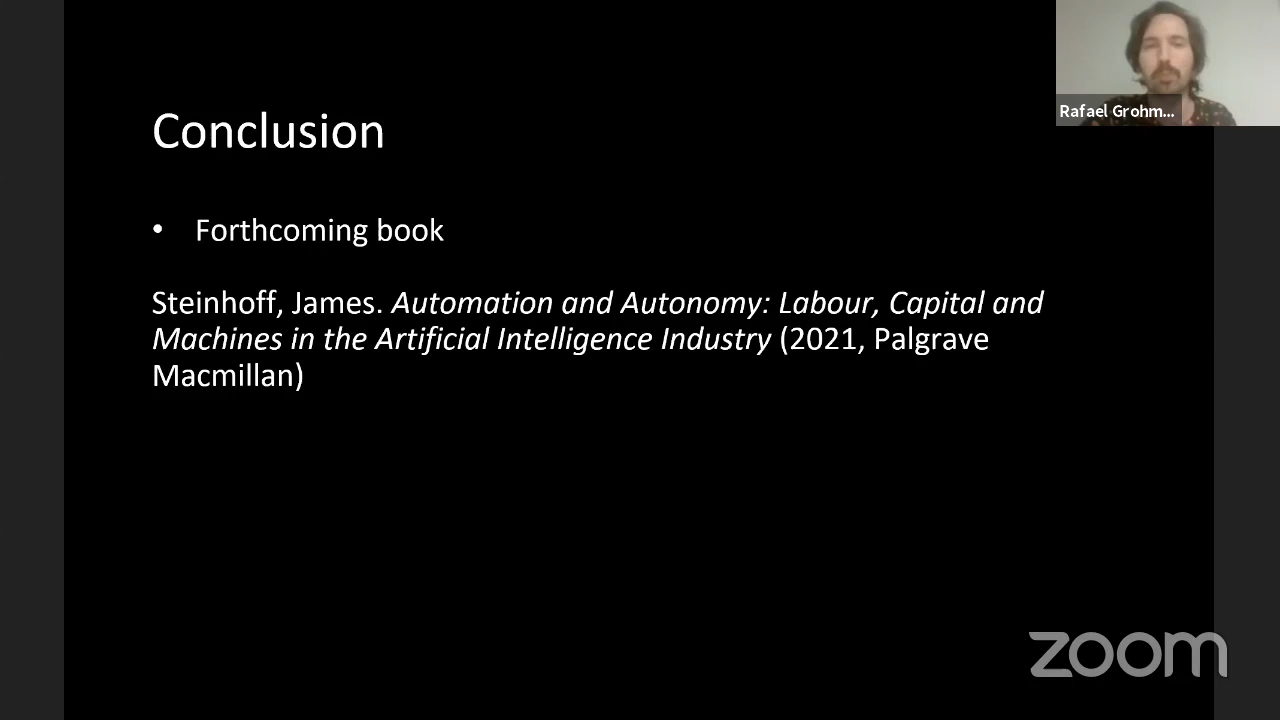 Conclusion
• Forthcoming book
Steinhoff, James. Automation and Autonomy: Labour, Capital and
Machines in the Artificial Intelligence Industry (2021, Palgrave
Macmillan)
Rafael Grohm...
zoom